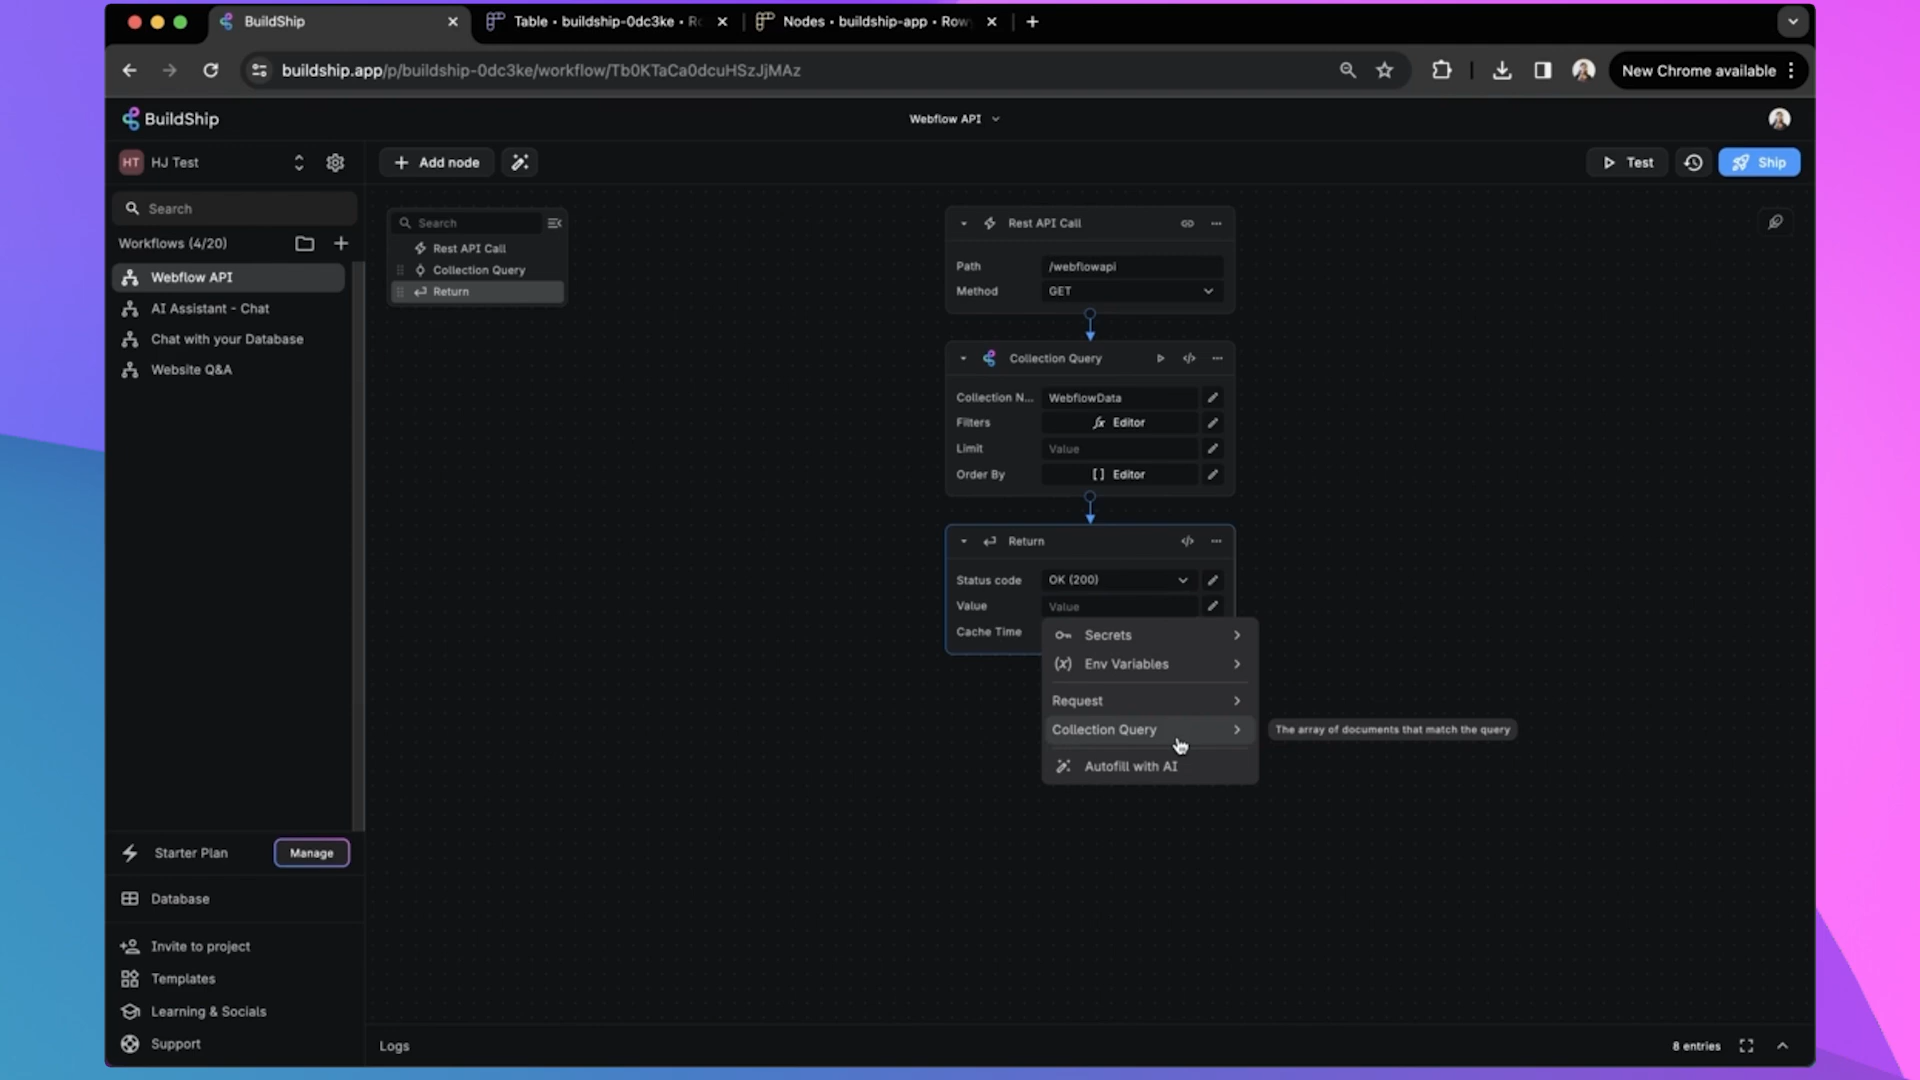 BuildShip
Table • buildship-0dc3ke • R
Nodes • buildship-app • Row
buildship.app/p/buildship-0dc3ke/workflow/Tb0KTaCa0dcuHSzJjMAz
New Chrome available
BuildShip
Webflow API
HT
HJ Test
Add node
Test
Ship
Search
Workflows (4/20)
Webflow API
AI Assistant - Chat
Chat with your Database
Website Q&A
Search
Rest API Call
Collection Query
Return
Rest API Call
Path
/webflowapi
Method
GET
Collection Query
Collection N...
WebflowData
Filters
fx Editor
Limit
Value
Order By
[ ] Editor
Return
Status code
OK (200)
Value
Value
Cache Time
Secrets
(x) Env Variables
Request
Collection Query
The array of documents that match the query
Autofill with AI
Starter Plan
Manage
Database
Invite to project
Templates
Learning & Socials
Support
Logs
8 entries